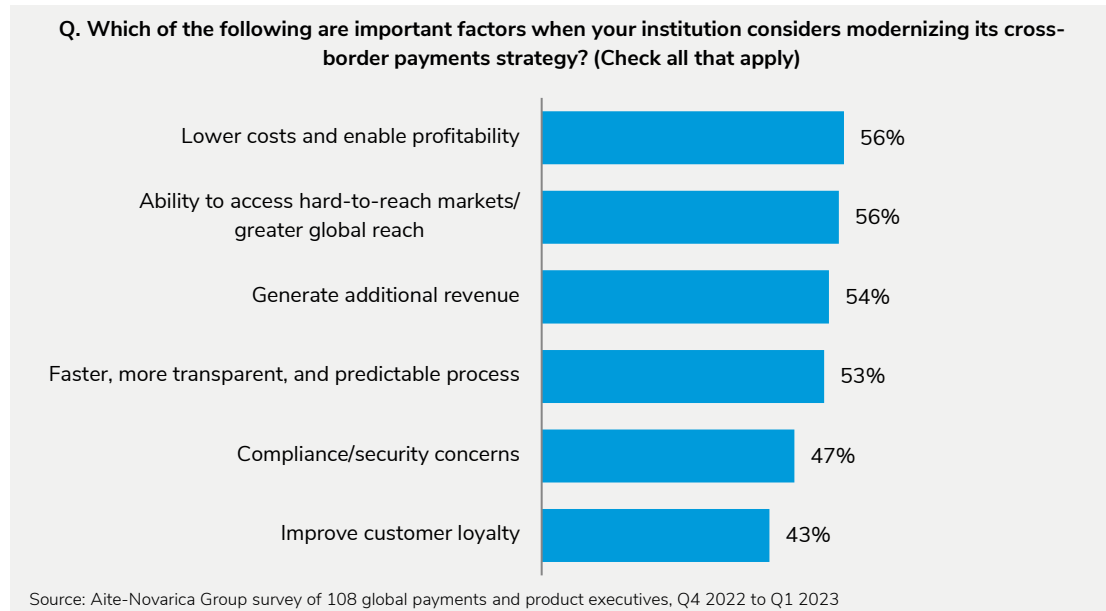 Q. Which of the following are important factors when your institution considers modernizing its cross-
border payments strategy? (Check all that apply)
Lower costs and enable profitability 56%
Ability to access hard-to-reach markets/
greater global reach 56%
Generate additional revenue 54%
Faster, more transparent, and predictable process 53%
Compliance/security concerns 47%
Improve customer loyalty 43%
Source: Aite-Novarica Group survey of 108 global payments and product executives, Q4 2022 to Q1 2023